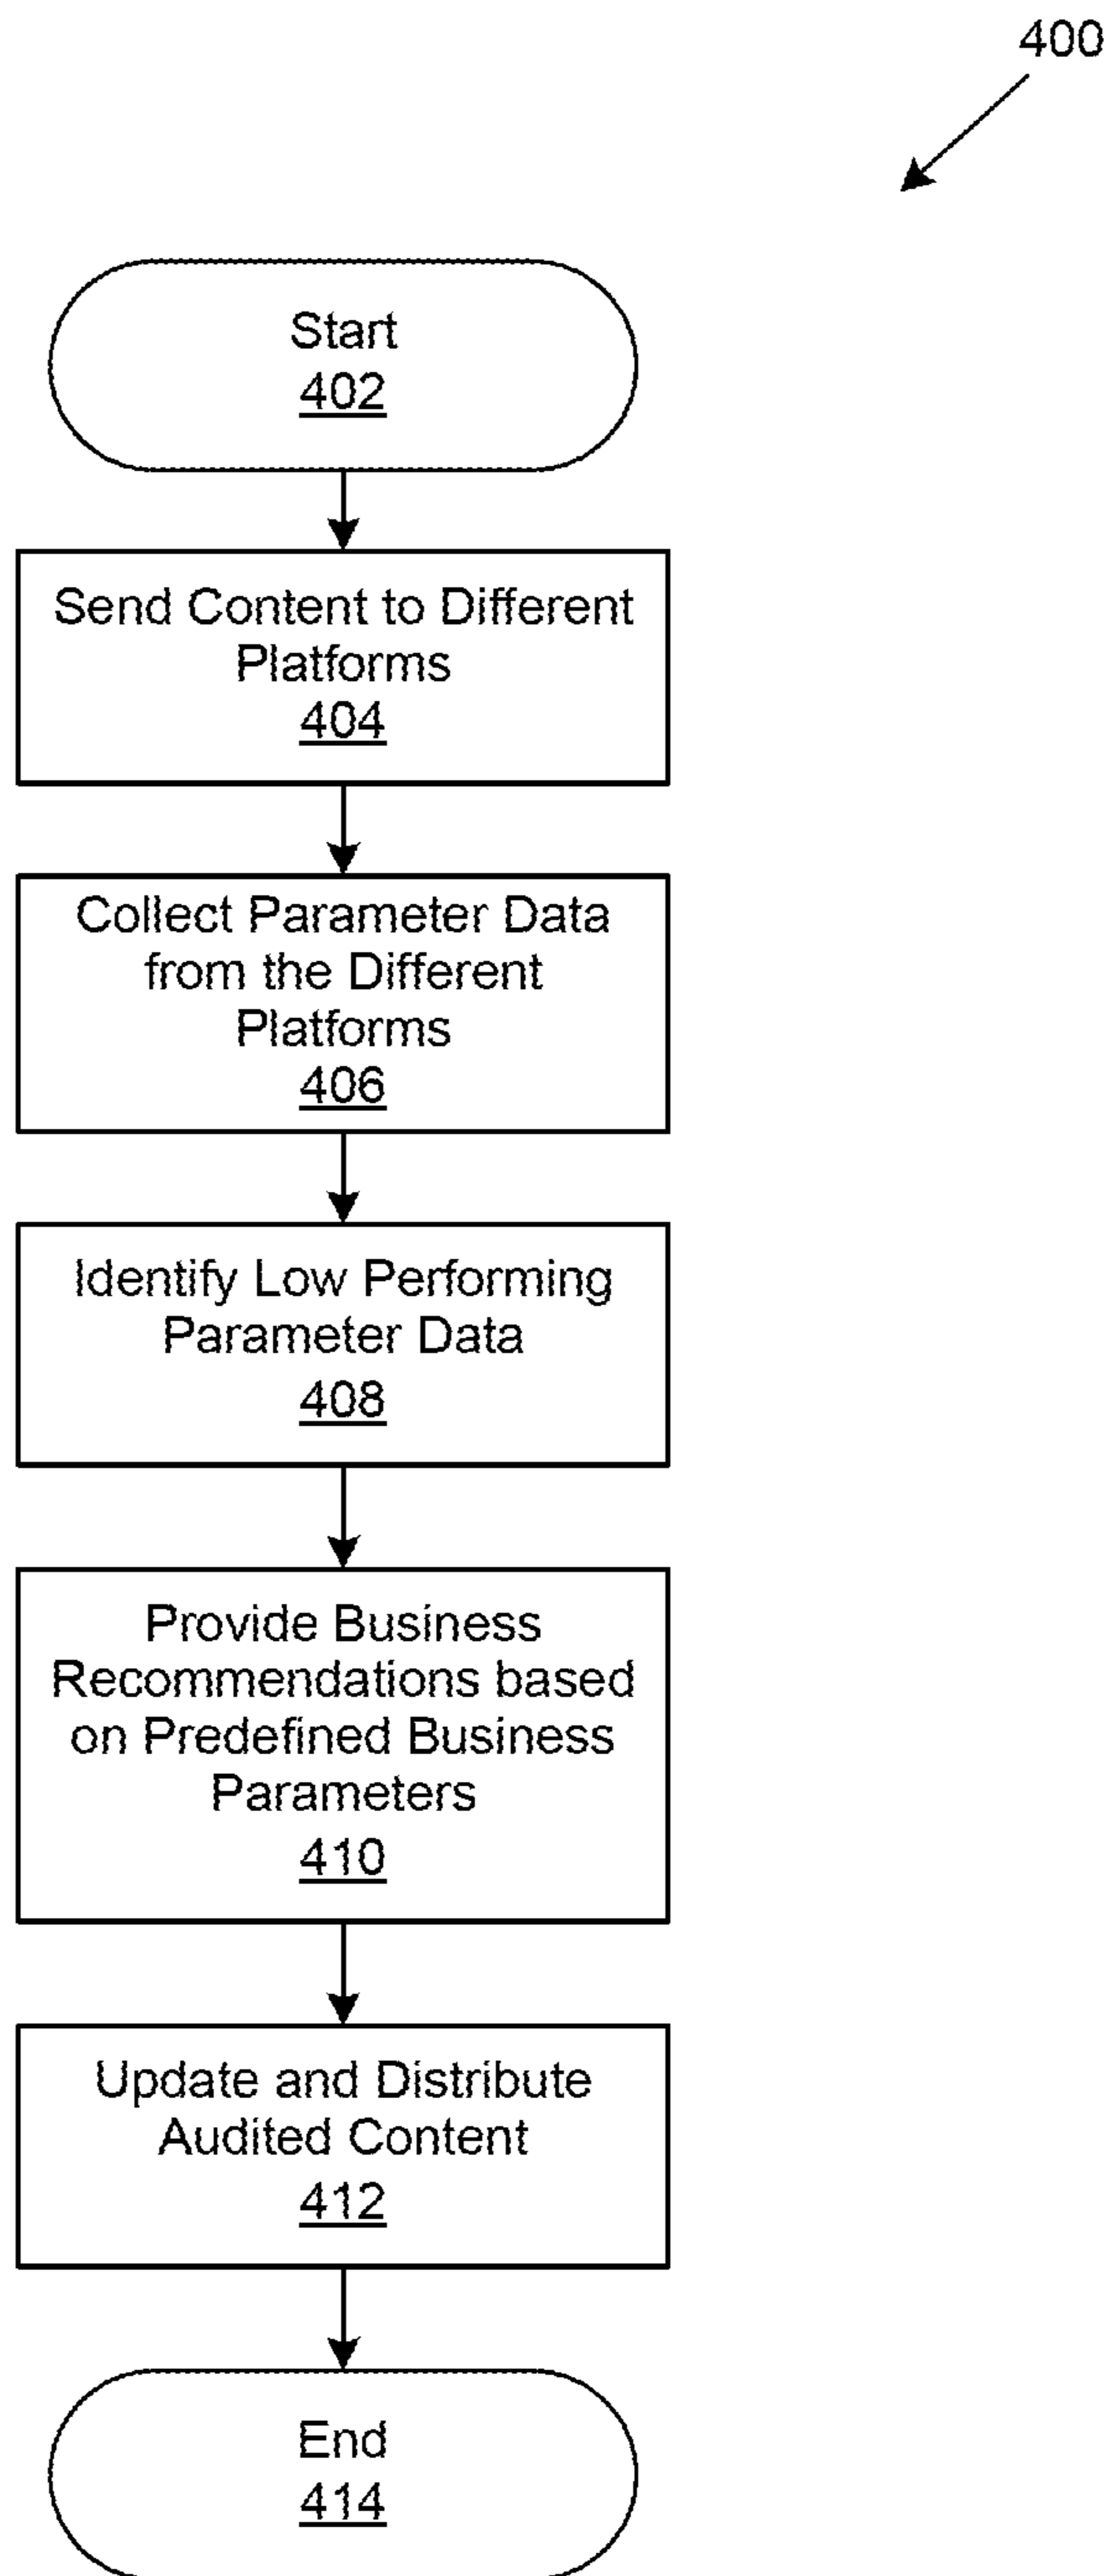 400
Start
402
Send Content to Different
Platforms
404
Collect Parameter Data
from the Different
Platforms
406
Identify Low Performing
Parameter Data
408
Provide Business
Recommendations based
on Predefined Business
Parameters
410
Update and Distribute
Audited Content
412
End
414